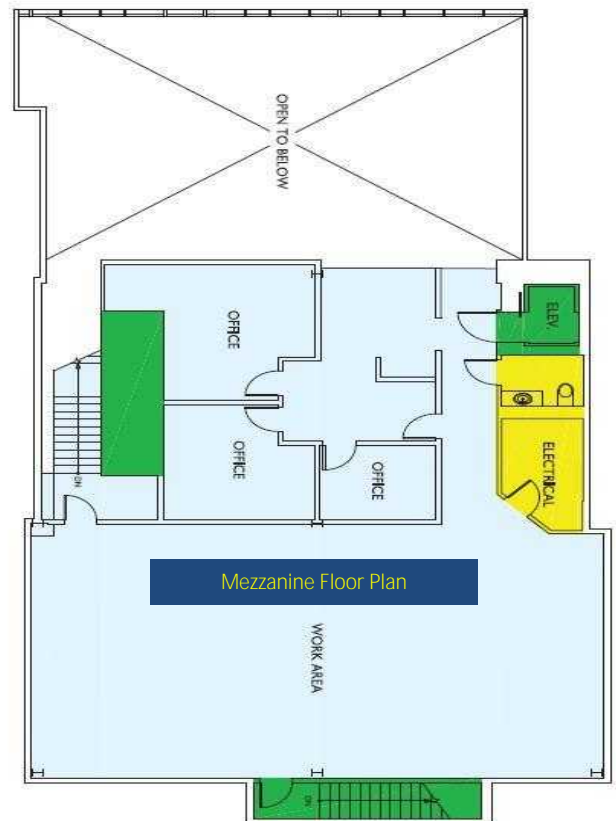 OPEN TO BELOW
ELEV.
OFFICE
OFFICE
OFFICE
ELECTRICAL
DN
Mezzanine Floor Plan
WORK AREA
DN